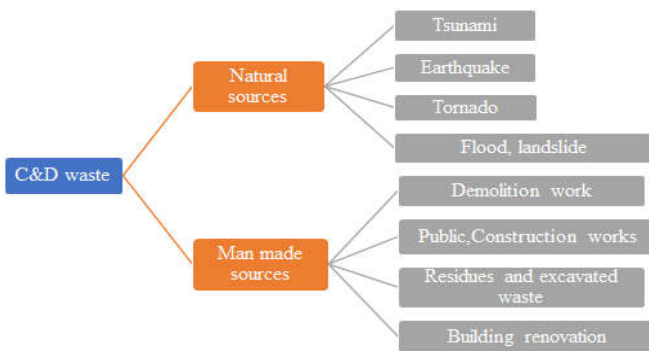 C&D waste
Natural
sources
Tsunami
Earthquake
Tornado
Flood, landslide
Man made
sources
Demolition work
Public,Construction works
Residues and excavated
waste
Building renovation